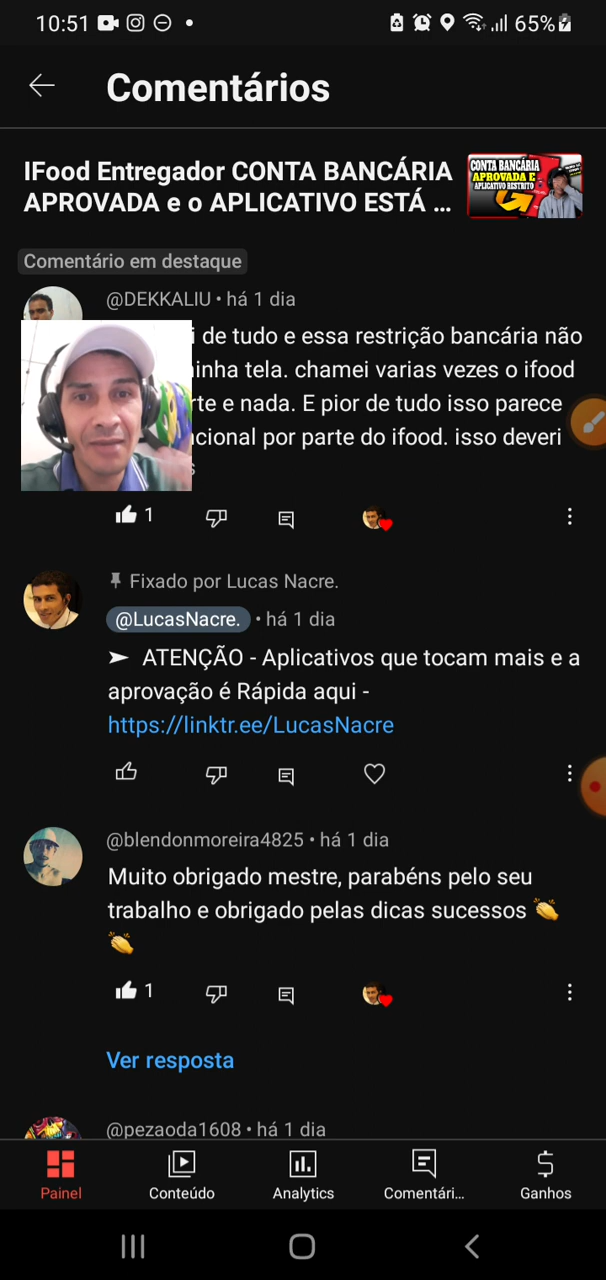 10:51
65%
Comentários
IFood Entregador CONTA BANCÁRIA
APROVADA e o APLICATIVO ESTÁ ...
CONTA BANCÁRIA
APROVADA E
APLICATIVO RESTRITO
Comentário em destaque
@DEKKALIU • há 1 dia
de tudo e essa restrição bancária não
tela. chamei varias vezes o ifood
e nada. E pior de tudo isso parece
por parte do ifood. isso deveri
1
Fixado por Lucas Nacre.
@LucasNacre. • há 1 dia
➤ ATENÇÃO - Aplicativos que tocam mais e a
aprovação é Rápida aqui -
https://linktr.ee/LucasNacre
@blendonmoreira4825 • há 1 dia
Muito obrigado mestre, parabéns pelo seu
trabalho e obrigado pelas dicas sucessos 👏
👏
1
Ver resposta
@pezaoda1608 • há 1 dia
Painel
Conteúdo
Analytics
Comentári...
Ganhos